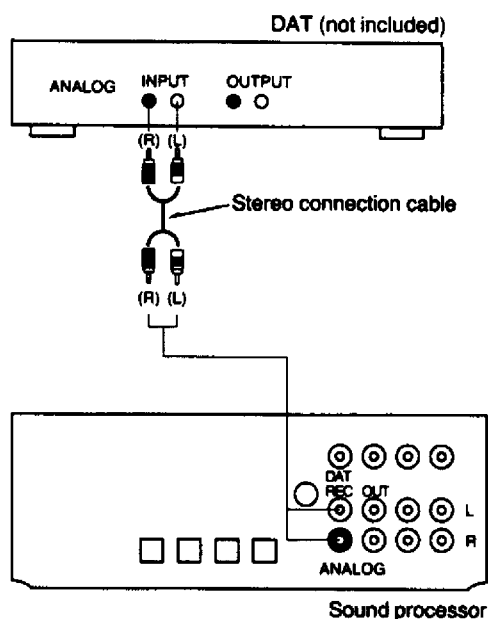 DAT (not included)
ANALOG INPUT OUTPUT
(R) (L)
Stereo connection cable
(R) (L)
DAT
REC OUT
L
R
ANALOG
Sound processor